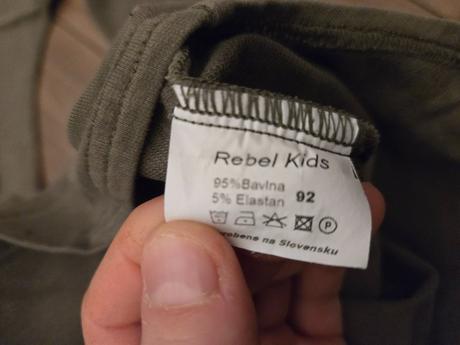 Rebel Kids
95%Bavlna
5% Elastan 92
P
na Slovensku